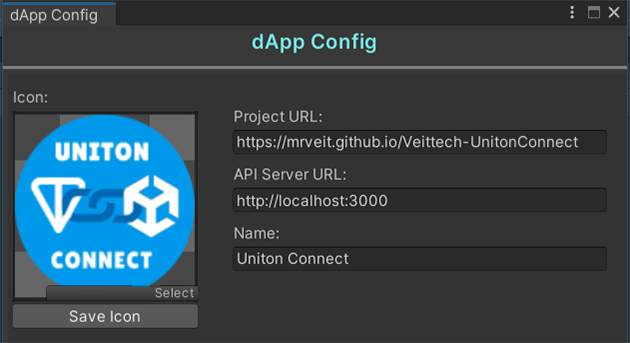 dApp Config
dApp Config
Icon:
UNITON
CONNECT
Select
Save Icon
Project URL:
https://mrveit.github.io/Veittech-UnitonConnect
API Server URL:
http://localhost:3000
Name:
Uniton Connect